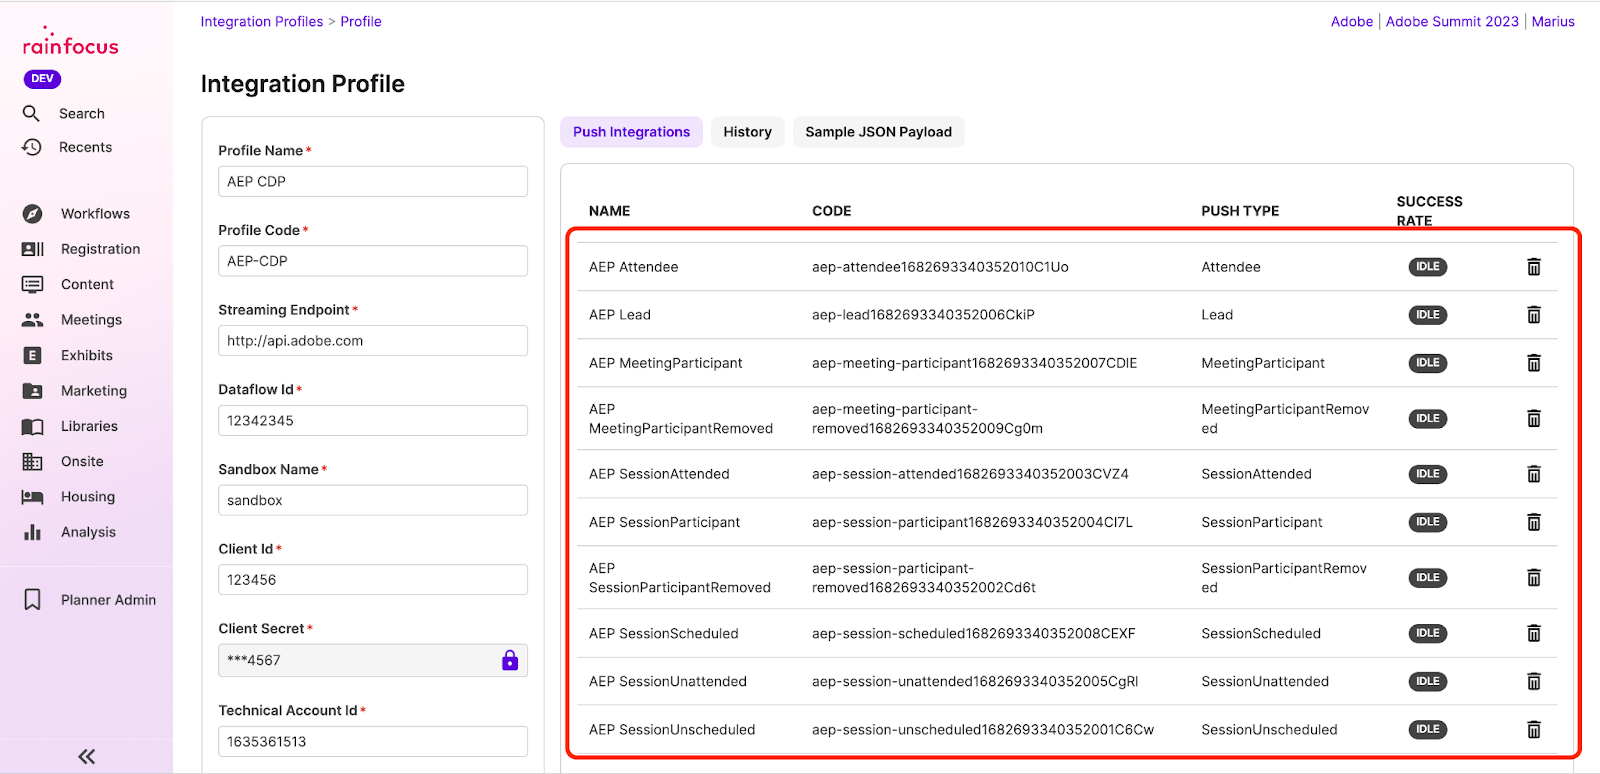 Integration Profiles > Profile
Adobe | Adobe Summit 2023 | Marius
rainfocus
DEV
Search
Recents
Workflows
Registration
Content
Meetings
E
Exhibits
Marketing
Libraries
Onsite
Housing
Analysis
Planner Admin
Integration Profile
Profile Name*
AEP CDP
Profile Code*
AEP-CDP
Streaming Endpoint*
http://api.adobe.com
Dataflow Id*
12342345
Sandbox Name*
sandbox
Client Id*
123456
Client Secret*
***4567
Technical Account Id*
1635361513
Push Integrations History Sample JSON Payload
NAME CODE PUSH TYPE SUCCESS
RATE
AEP Attendee aep-attendee1682693340352010C1Uo Attendee IDLE
AEP Lead aep-lead1682693340352006CkiP Lead IDLE
AEP MeetingParticipant aep-meeting-participant1682693340352007CDIE MeetingParticipant IDLE
AEP aep-meeting-participant- MeetingParticipantRemov IDLE
MeetingParticipantRemoved removed1682693340352009Cg0m ed
AEP SessionAttended aep-session-attended1682693340352003CVZ4 SessionAttended IDLE
AEP SessionParticipant aep-session-participant1682693340352004CI7L SessionParticipant IDLE
AEP aep-session-participant- SessionParticipantRemov IDLE
SessionParticipantRemoved removed1682693340352002Cd6t ed
AEP SessionScheduled aep-session-scheduled1682693340352008CEXF SessionScheduled IDLE
AEP SessionUnattended aep-session-unattended1682693340352005CgRl SessionUnattended IDLE
AEP SessionUnscheduled aep-session-unscheduled1682693340352001C6Cw SessionUnscheduled IDLE